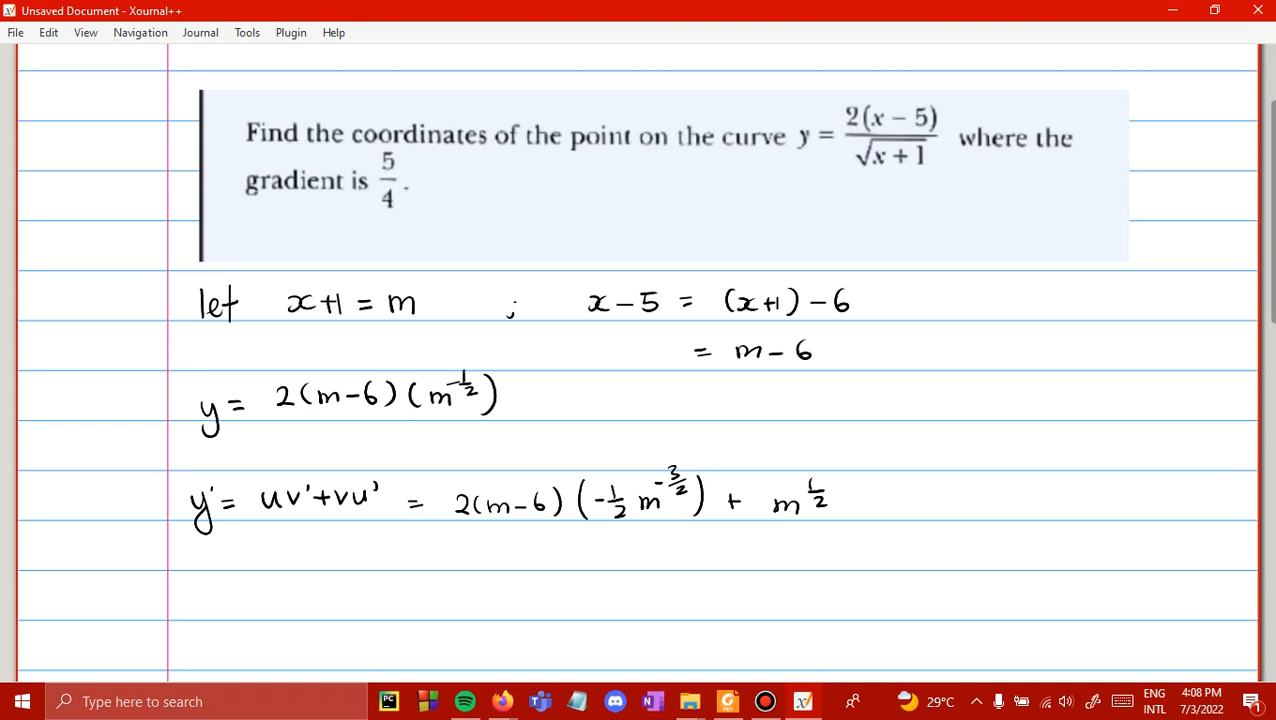 Unsaved Document - Xournal++
File Edit View Navigation Journal Tools Plugin Help
Find the coordinates of the point on the curve y = 2(x − 5)/√x + 1 where the
gradient is 5/4 .
let x+1 = m ; x−5 = (x+1) − 6
= m − 6
y = 2(m−6)(m^-1/2)
y' = uv'+vu' = 2(m−6)(-1/2 m^-3/2) + m^1/2
Type here to search
PC
29°C
ENG
INTL
4:08 PM
7/3/2022
1